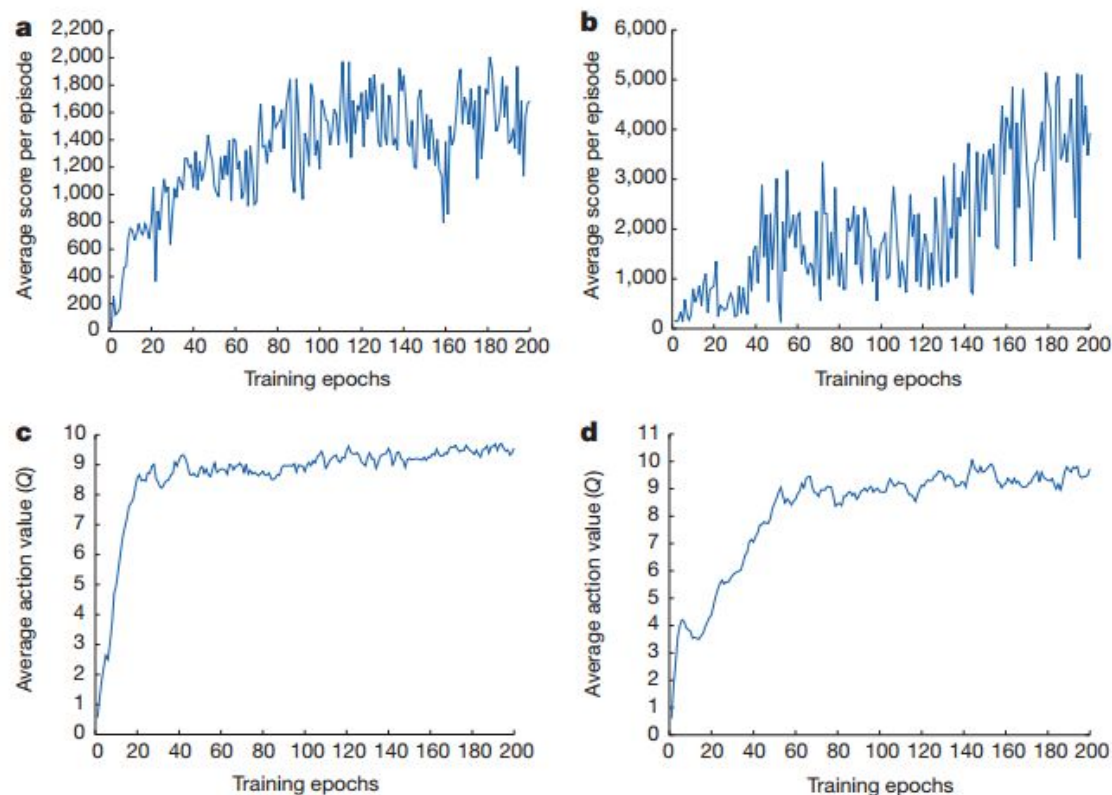 a
Average score per episode
2,200
2,000
1,800
1,600
1,400
1,200
1,000
800
600
400
200
0
0 20 40 60 80 100 120 140 160 180 200
Training epochs
b
Average score per episode
6,000
5,000
4,000
3,000
2,000
1,000
0
0 20 40 60 80 100 120 140 160 180 200
Training epochs
c
Average action value (Q)
10
9
8
7
6
5
4
3
2
1
0
0 20 40 60 80 100 120 140 160 180 200
Training epochs
d
Average action value (Q)
11
10
9
8
7
6
5
4
3
2
1
0
0 20 40 60 80 100 120 140 160 180 200
Training epochs